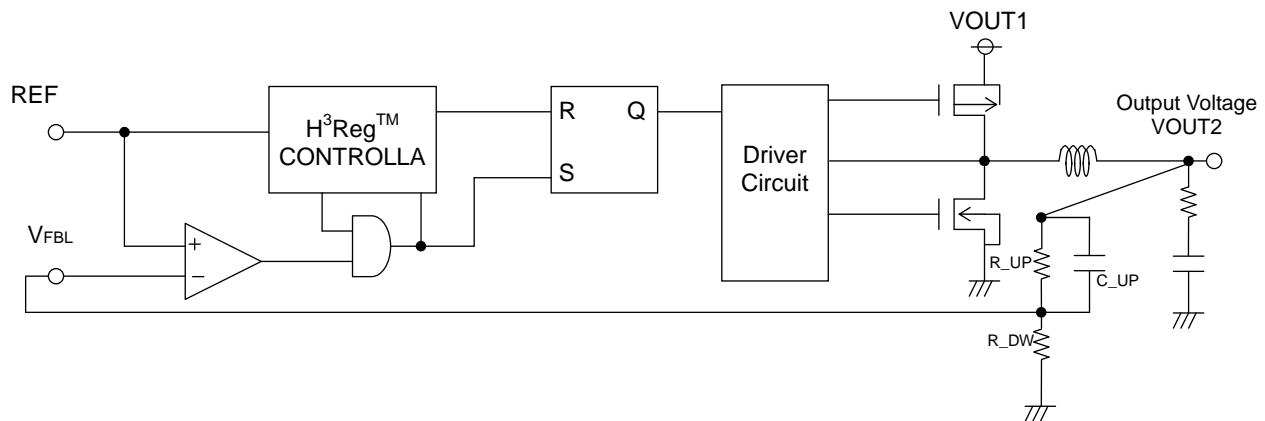 VOUT1
REF
H³Reg™
CONTROLLA
R
Q
S
Output Voltage
VOUT2
Driver
Circuit
VFBL
+
−
R_UP
C_UP
R_DW